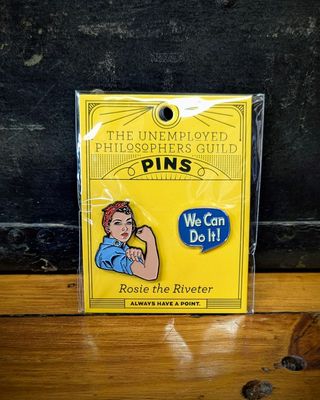 THE UNEMPLOYED
PHILOSOPHERS GUILD
PINS
We Can
Do It!
Rosie the Riveter
ALWAYS HAVE A POINT.